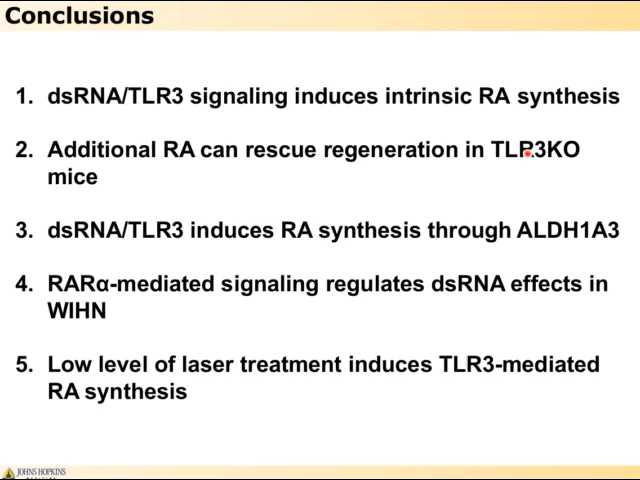 Conclusions
1. dsRNA/TLR3 signaling induces intrinsic RA synthesis
2. Additional RA can rescue regeneration in TLR3KO
mice
3. dsRNA/TLR3 induces RA synthesis through ALDH1A3
4. RARα-mediated signaling regulates dsRNA effects in
WIHN
5. Low level of laser treatment induces TLR3-mediated
RA synthesis
JOHNS HOPKINS